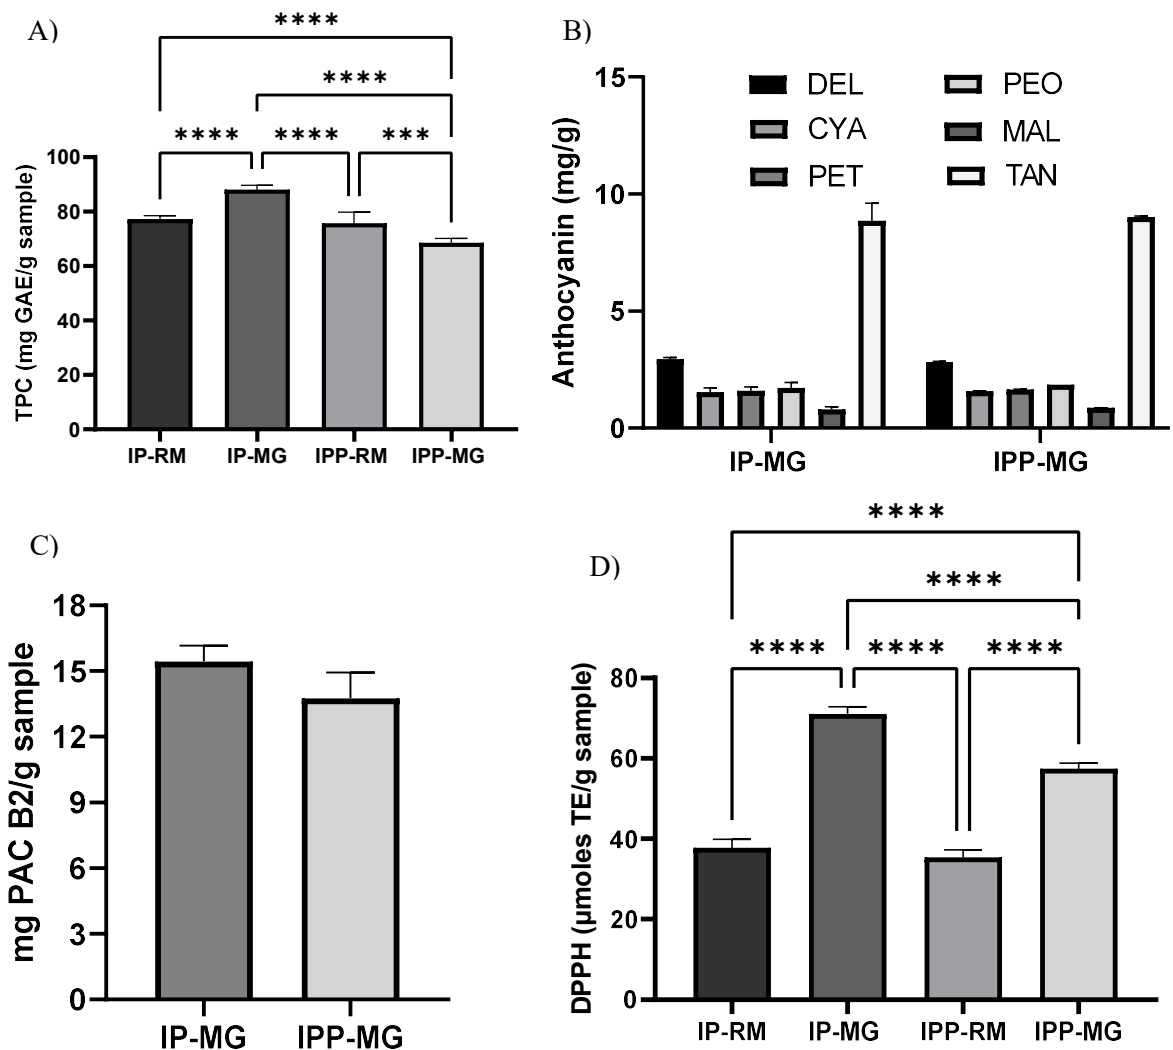 A)
****
****
**** **** ***
TPC (mg GAE/g sample)
100
80
60
40
20
0
IP-RM IP-MG IPP-RM IPP-MG
B)
Anthocyanin (mg/g)
15
10
5
0
DEL PEO
CYA MAL
PET TAN
IP-MG IPP-MG
C)
mg PAC B2/g sample
18
15
12
9
6
3
0
IP-MG IPP-MG
D)
****
****
**** **** ****
DPPH (µmoles TE/g sample)
80
60
40
20
0
IP-RM IP-MG IPP-RM IPP-MG